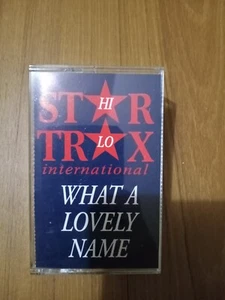 ST★R
HI
LO
TR★X
international
WHAT A
LOVELY
NAME